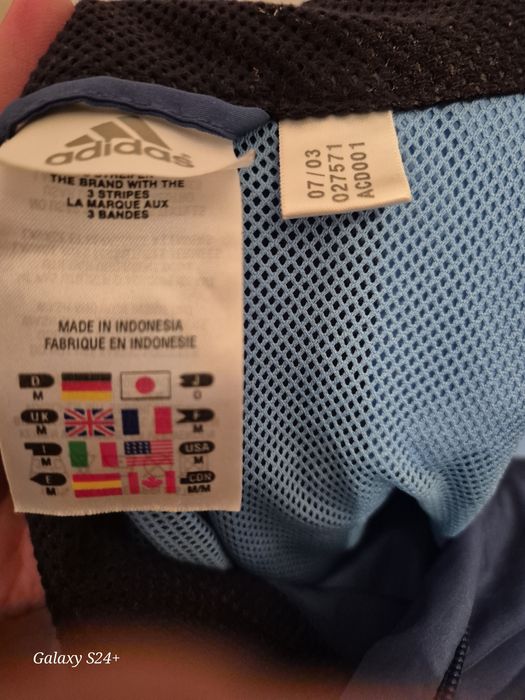 adidas
THE BRAND WITH THE
3 STRIPES
LA MARQUE AUX
3 BANDES
MADE IN INDONESIA
FABRIQUE EN INDONESIE
D J
M O
UK F
M M
I USA
M M
E CDN
M M/M
07/03
027571
ACD001
Galaxy S24+